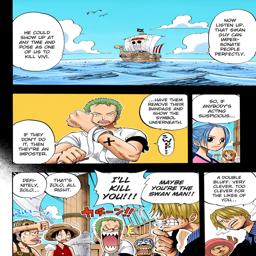 NOW
LISTEN UP.
THAT SWAN
GUY CAN
IMPER-
SONATE
PEOPLE
PERFECTLY.
HE COULD
SHOW UP AT
ANY TIME AND
POSE AS ONE
OF US TO
KILL VIVI.
SO, IF
ANYBODY'S
ACTING
SUSPICIOUS...
...HAVE THEM
REMOVE THEIR
BANDAGES AND
SHOW THE
SYMBOL
UNDERNEATH.
IF THEY
DON'T DO
IT, THEN
THEY'RE AN
IMPOSTER.
A DOUBLE
BLUFF. VERY
CLEVER. TOO
CLEVER FOR
THE LIKES OF
YOU...
MAYBE
YOU'RE THE
SWAN MAN!!
I'LL
KILL
YOU!!!
THAT'S
ZOLO, ALL
RIGHT.
DEFI-
NITELY,
ZOLO...